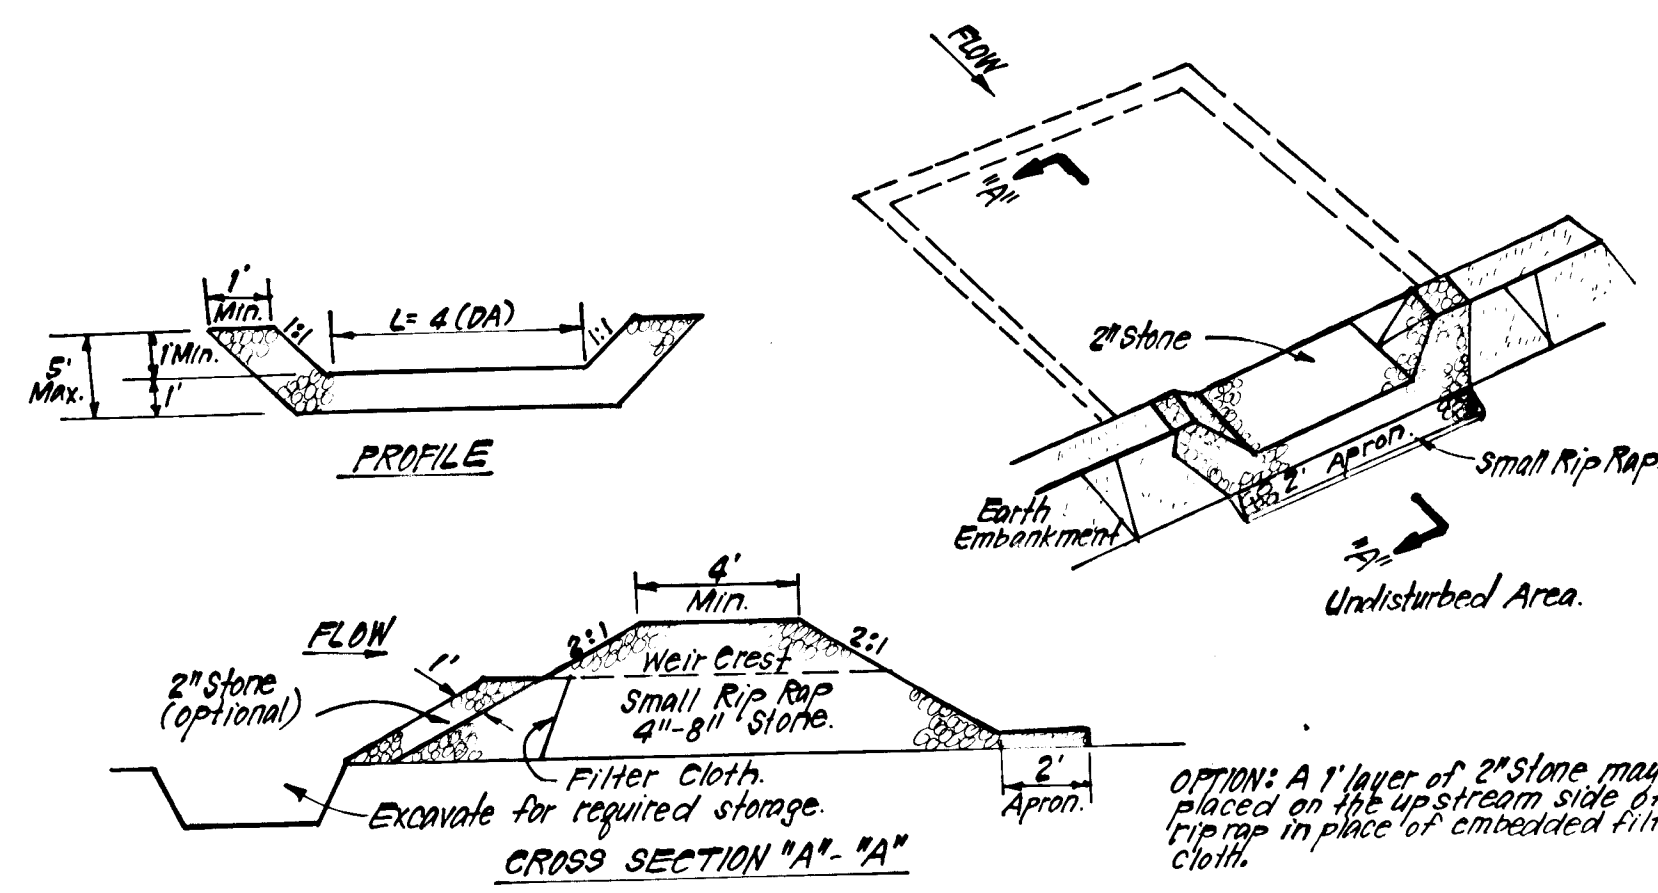 1'
Min.
1:1
L= 4 (DA)
1:1
5'
Max.
1' Min.
1'
PROFILE
FLOW
"A"
2" Stone
2' Apron.
Small Rip Rap
Earth
Embankment
"A"
Undisturbed Area.
4'
Min.
FLOW
2:1
2:1
1'
Weir Crest
2" Stone
(optional)
Small Rip Rap
4"-8" Stone.
Filter Cloth.
2'
Apron.
Excavate for required storage.
CROSS SECTION "A"-"A"
OPTION: A 1' layer of 2" Stone may
placed on the upstream side of
riprap in place of embedded filt
cloth.